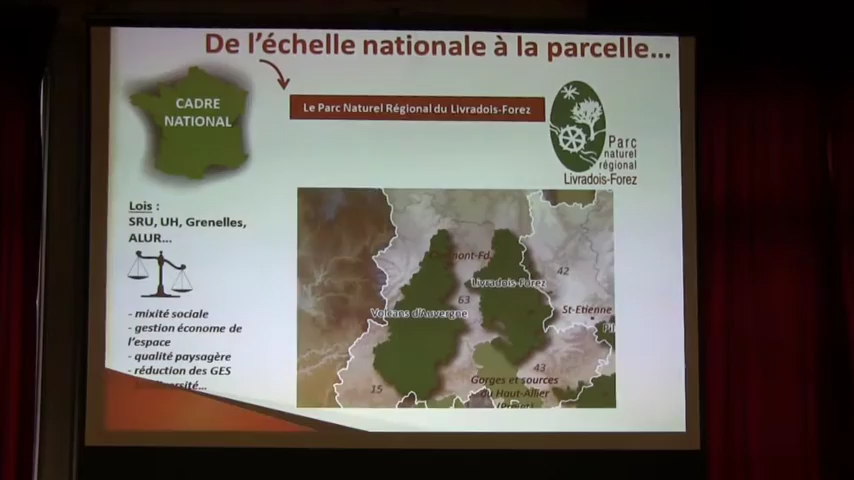 De l'échelle nationale à la parcelle...
CADRE
NATIONAL
Le Parc Naturel Régional du Livradois-Forez
Parc
naturel
régional
Livradois-Forez
Lois :
SRU, UH, Grenelles,
ALUR...
- mixité sociale
- gestion économe de
l'espace
- qualité paysagère
- réduction des GES
42
Livradois-Forez
63
Volcans d'Auvergne
St-Etienne
43
15
Gorges et sources
du Haut-Allier
(Projet)